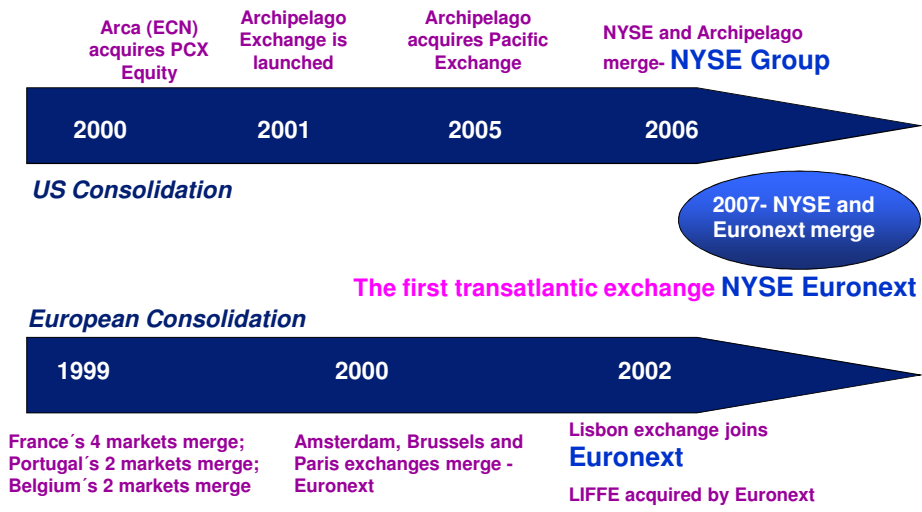 Arca (ECN)
acquires PCX
Equity
Archipelago
Exchange is
launched
Archipelago
acquires Pacific
Exchange
NYSE and Archipelago
merge- NYSE Group
2000
2001
2005
2006
US Consolidation
2007- NYSE and
Euronext merge
The first transatlantic exchange NYSE Euronext
European Consolidation
1999
2000
2002
France´s 4 markets merge;
Portugal´s 2 markets merge;
Belgium´s 2 markets merge
Amsterdam, Brussels and
Paris exchanges merge -
Euronext
Lisbon exchange joins
Euronext
LIFFE acquired by Euronext